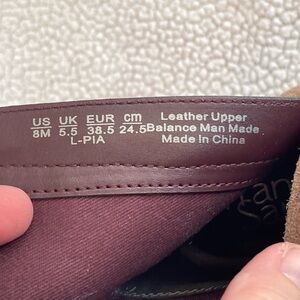 US UK EUR cm Leather Upper
8M 5.5 38.5 24.5 Balance Man Made
L-PIA Made in China